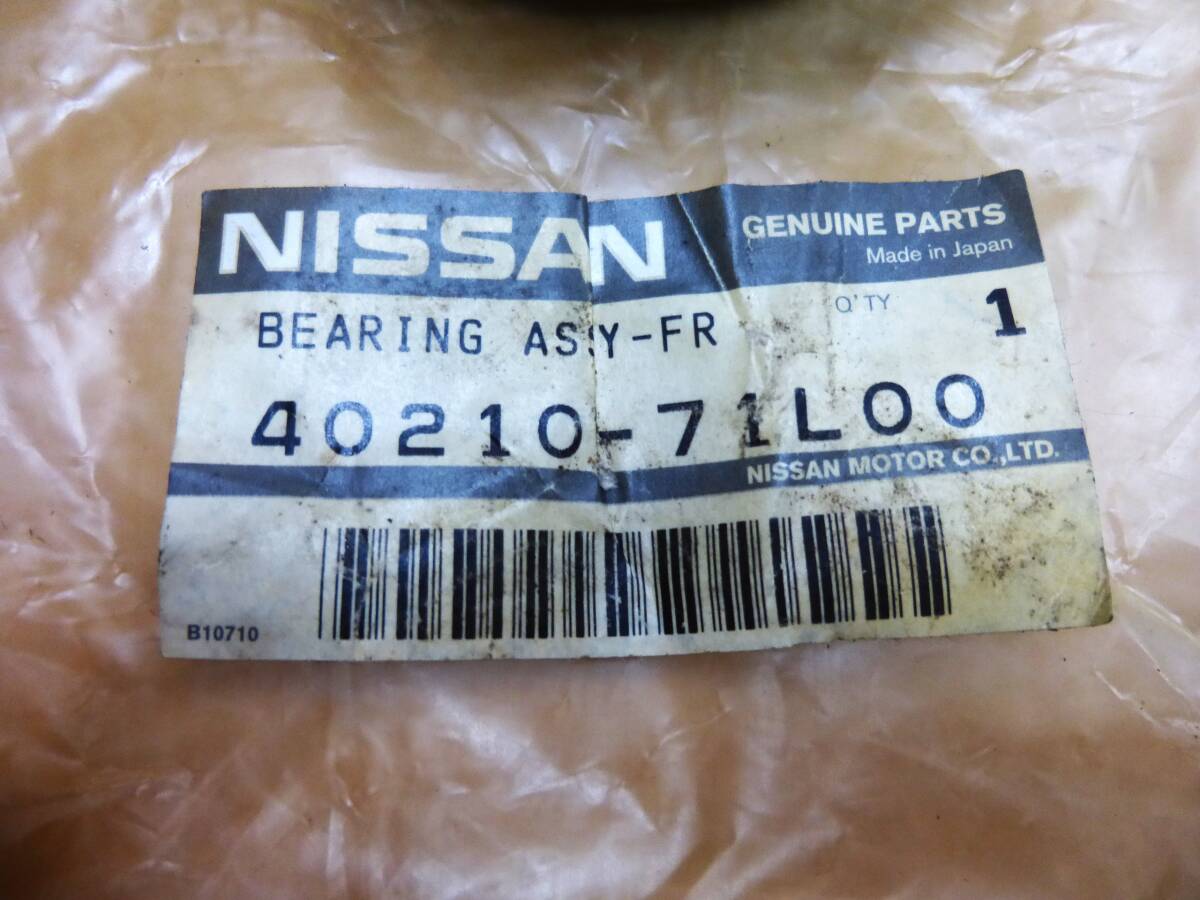 NISSAN
GENUINE PARTS
Made in Japan
BEARING ASSY-FR
Q'TY 1
40210-71L00
NISSAN MOTOR CO.,LTD.
B10710